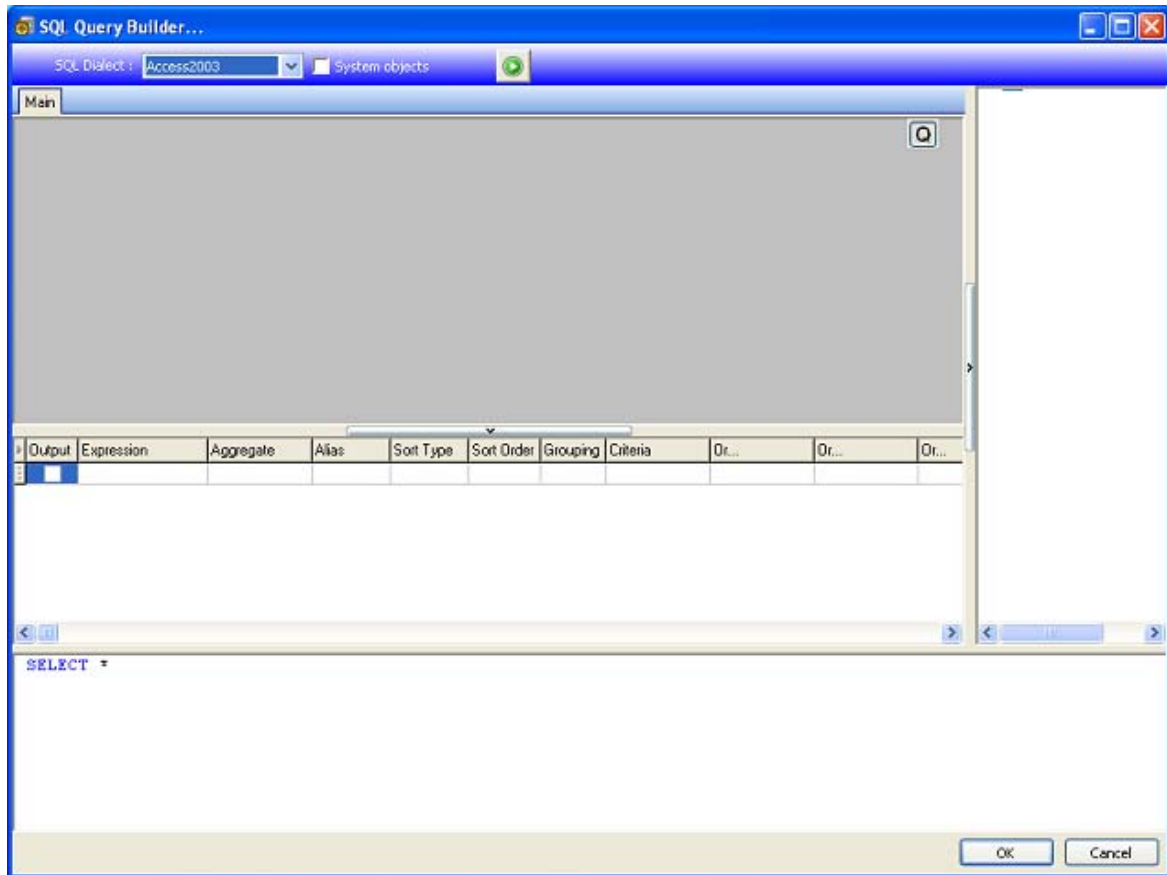 SQL Query Builder...
SQL Dialect : Access2003 System objects
Main
Q
Output Expression Aggregate Alias Sort Type Sort Order Grouping Criteria Or... Or... Or...
SELECT *
OK Cancel